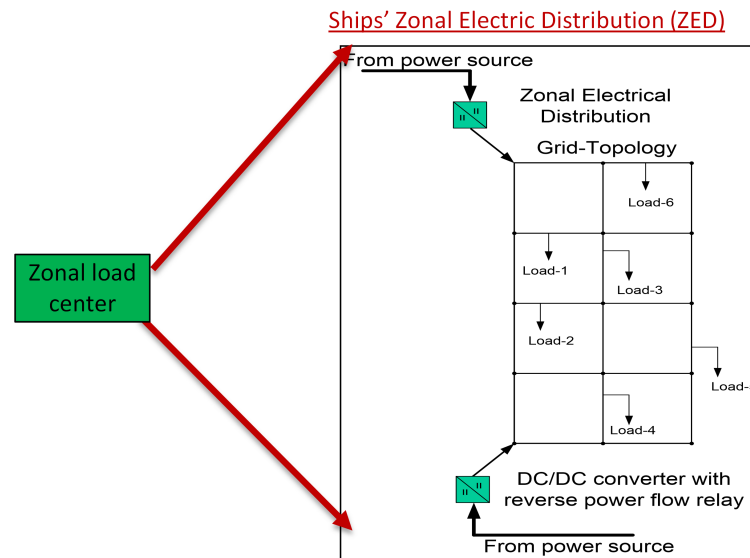 Ships' Zonal Electric Distribution (ZED)
From power source
Zonal Electrical
Distribution
Grid-Topology
Load-6
Zonal load
center
Load-1
Load-3
Load-2
Load-
Load-4
DC/DC converter with
reverse power flow relay
From power source